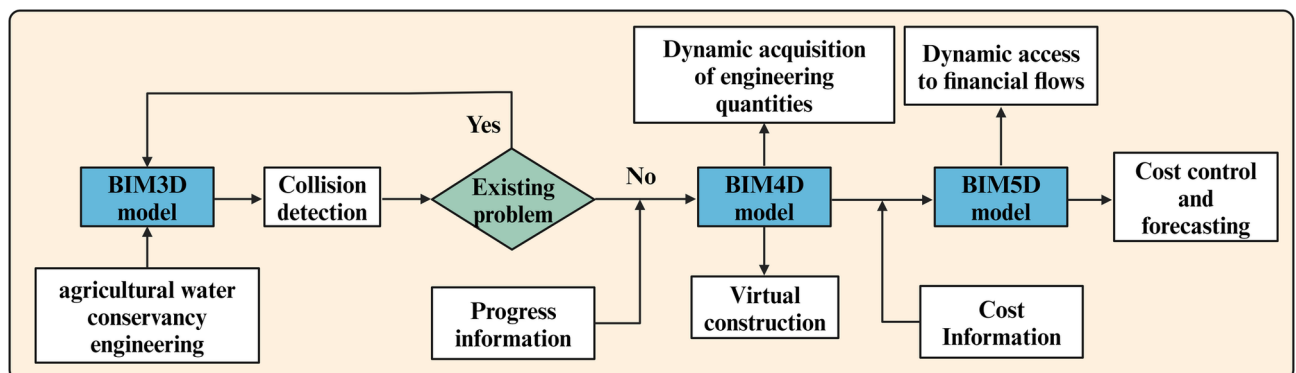 Dynamic acquisition
of engineering
quantities
Dynamic access
to financial flows
Yes
BIM3D
model
Collision
detection
Existing
problem
No
BIM4D
model
BIM5D
model
Cost control
and
forecasting
agricultural water
conservancy
engineering
Progress
information
Virtual
construction
Cost
Information